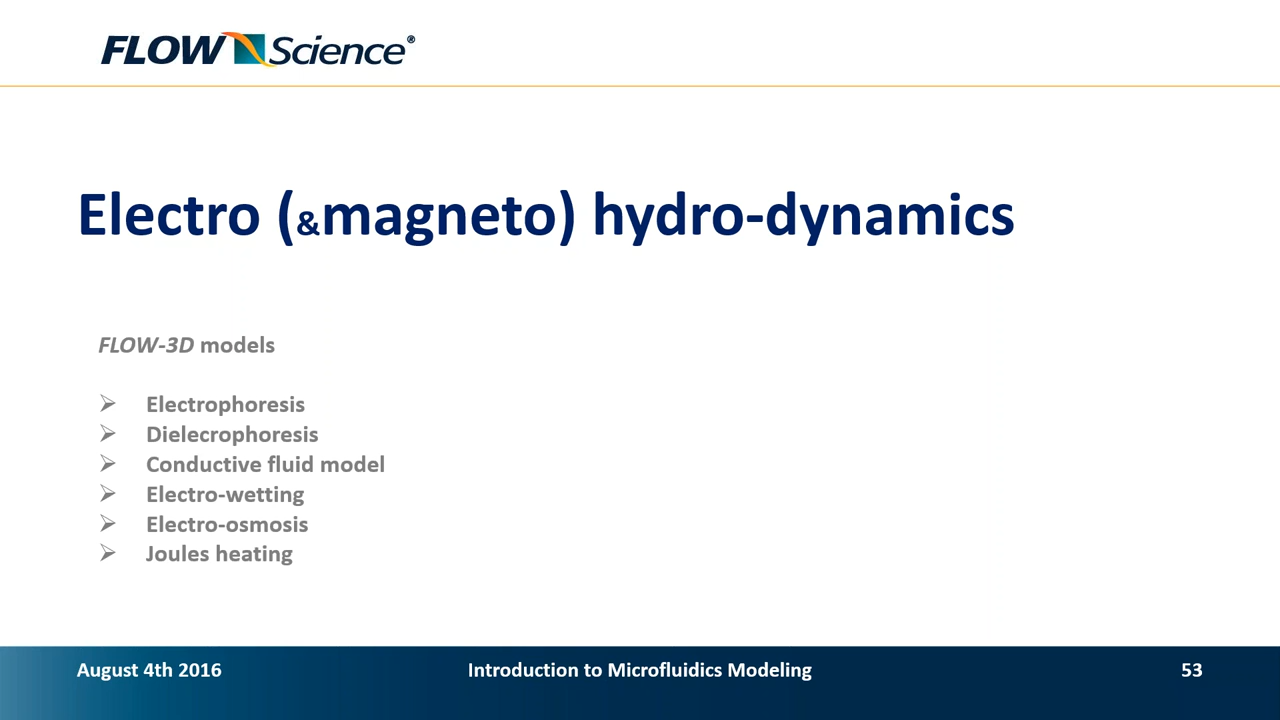 FLOW Science®
Electro (&magneto) hydro-dynamics
FLOW-3D models
➢ Electrophoresis
➢ Dielecrophoresis
➢ Conductive fluid model
➢ Electro-wetting
➢ Electro-osmosis
➢ Joules heating
August 4th 2016 Introduction to Microfluidics Modeling 53